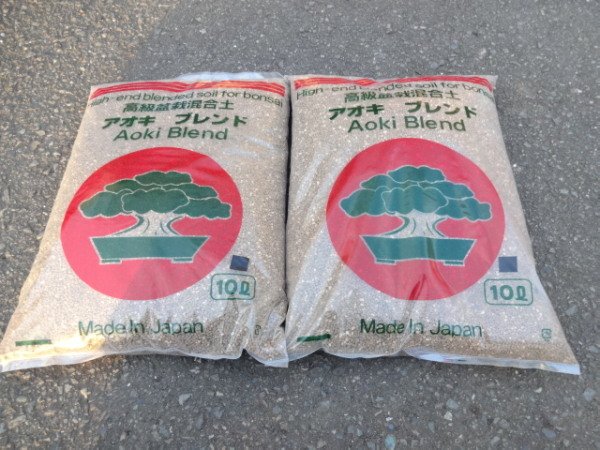 High-end blended soil for bonsai
高級盆栽混合土
アオキ ブレンド
Aoki Blend
10ℓ
Made In Japan
High-end blended soil for bonsai
高級盆栽混合土
アオキ ブレンド
Aoki Blend
10ℓ
Made In Japan